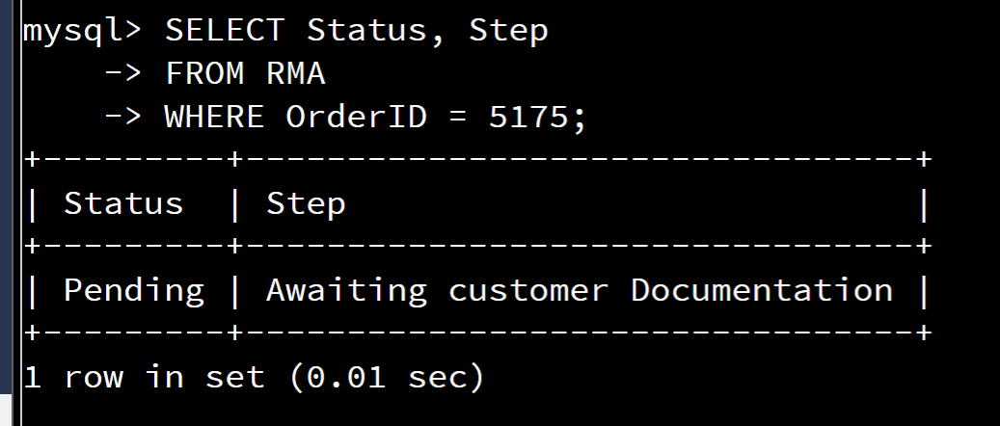 mysql> SELECT Status, Step
    -> FROM RMA
    -> WHERE OrderID = 5175;
+---------+---------------------------------+
| Status  | Step                            |
+---------+---------------------------------+
| Pending | Awaiting customer Documentation |
+---------+---------------------------------+
1 row in set (0.01 sec)